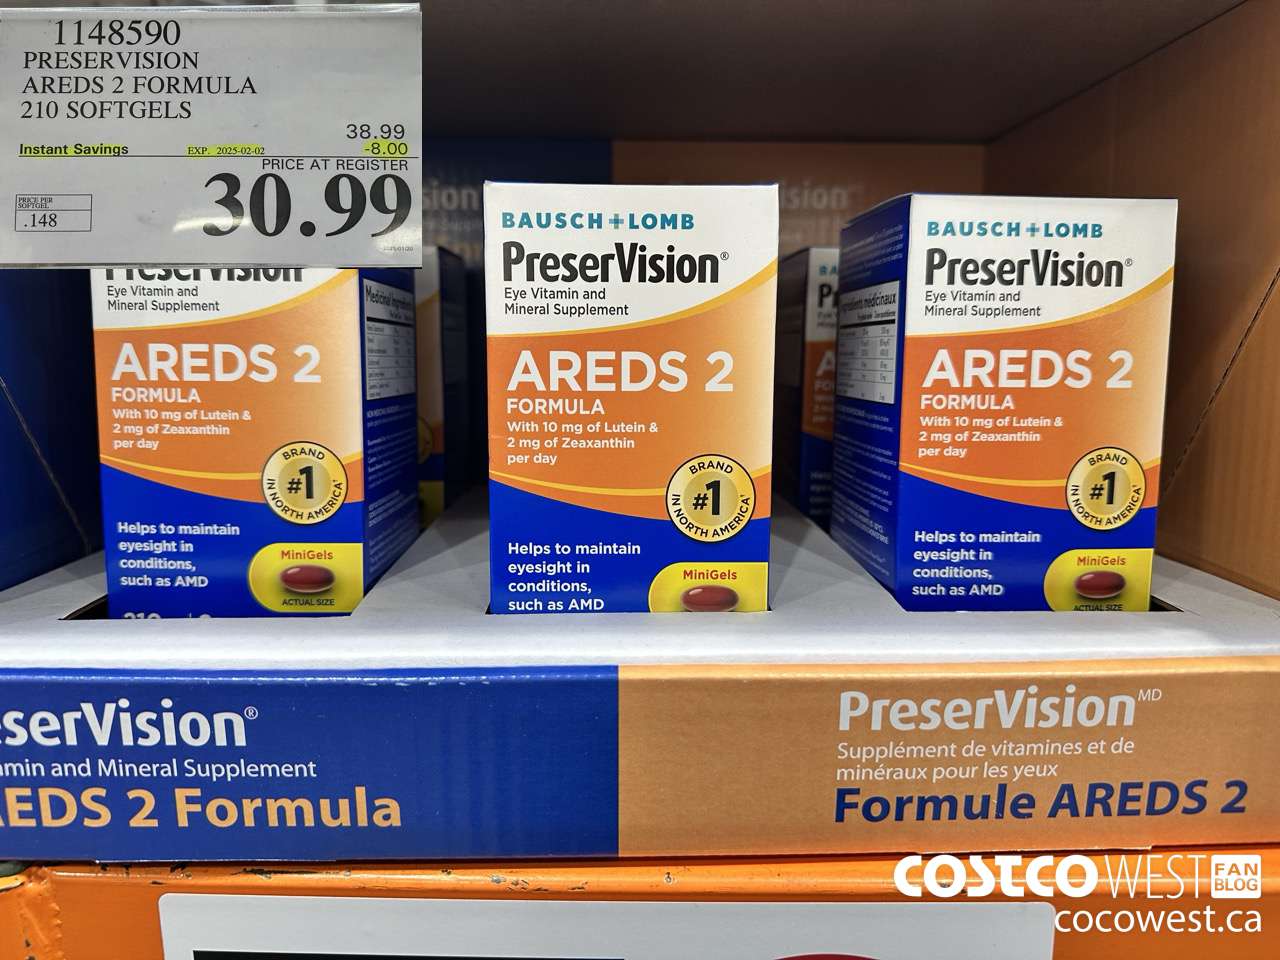 1148590
PRESERVISION
AREDS 2 FORMULA
210 SOFTGELS
38.99
Instant Savings EXP. 2025-02-02 -8.00
PRICE AT REGISTER
PRICE PER
SOFTGEL
.148
30.99
2025/01/20
PreserVision
Eye Vitamin and
Mineral Supplement
AREDS 2
FORMULA
With 10 mg of Lutein &
2 mg of Zeaxanthin
per day
BRAND
#1
IN NORTH AMERICA
Helps to maintain
eyesight in
conditions,
such as AMD
MiniGels
ACTUAL SIZE
210
BAUSCH+LOMB
PreserVision®
Eye Vitamin and
Mineral Supplement
AREDS 2
FORMULA
With 10 mg of Lutein &
2 mg of Zeaxanthin
per day
BRAND
#1
IN NORTH AMERICA
Helps to maintain
eyesight in
conditions,
such as AMD
MiniGels
BAUSCH+LOMB
PreserVision®
Eye Vitamin and
Mineral Supplement
AREDS 2
FORMULA
With 10 mg of Lutein &
2 mg of Zeaxanthin
per day
BRAND
#1
IN NORTH AMERICA
Helps to maintain
eyesight in
conditions,
such as AMD
MiniGels
ACTUAL SIZE
serVision®
min and Mineral Supplement
EDS 2 Formula
PreserVision MD
Supplément de vitamines et de
minéraux pour les yeux
Formule AREDS 2
COSTCO WEST FAN BLOG
cocowest.ca